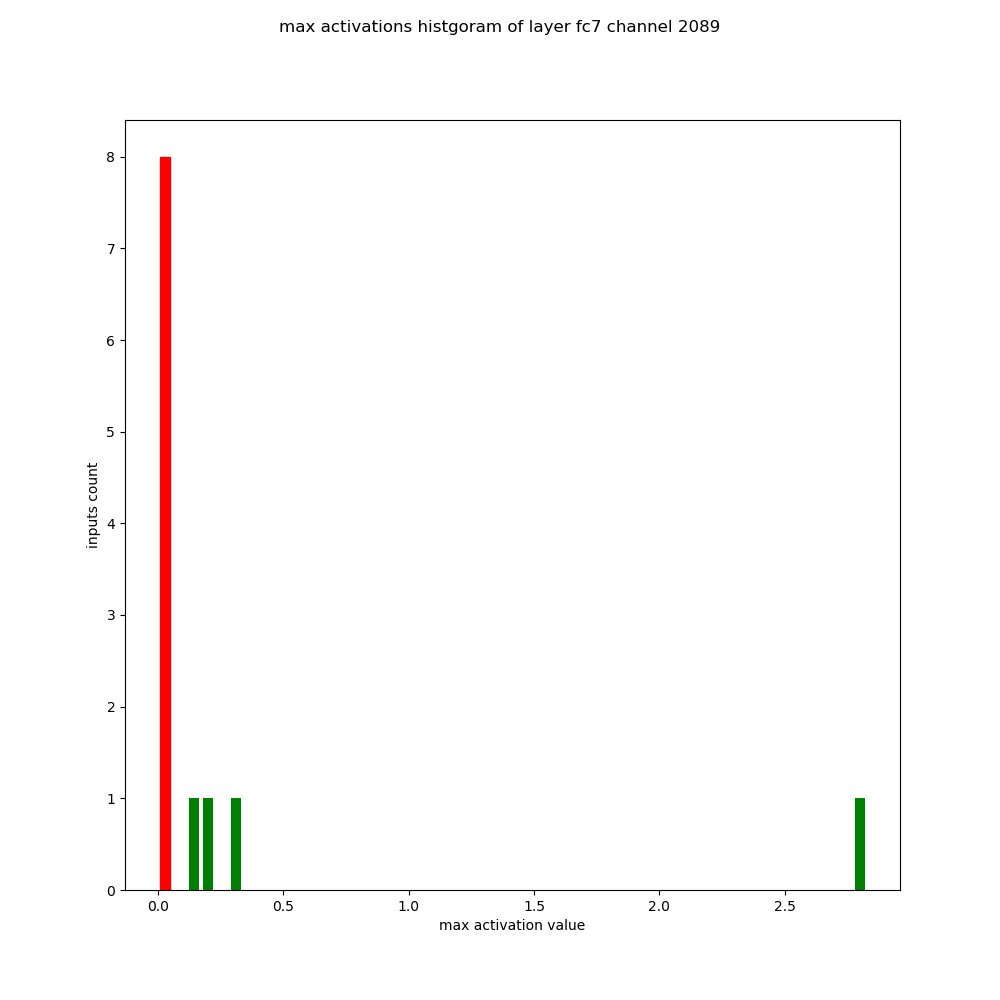 max activations histgoram of layer fc7 channel 2089
8
7
6
5
4
3
2
1
0
inputs count
0.0 0.5 1.0 1.5 2.0 2.5
max activation value